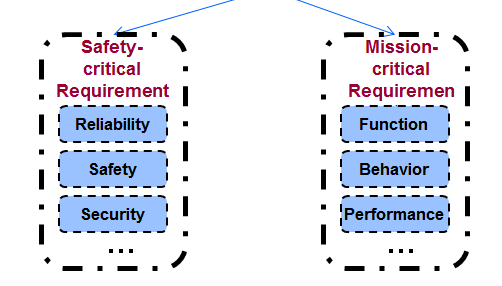 Safety-
critical
Requirement
Reliability
Safety
Security
...
Mission-
critical
Requiremen
Function
Behavior
Performance
...